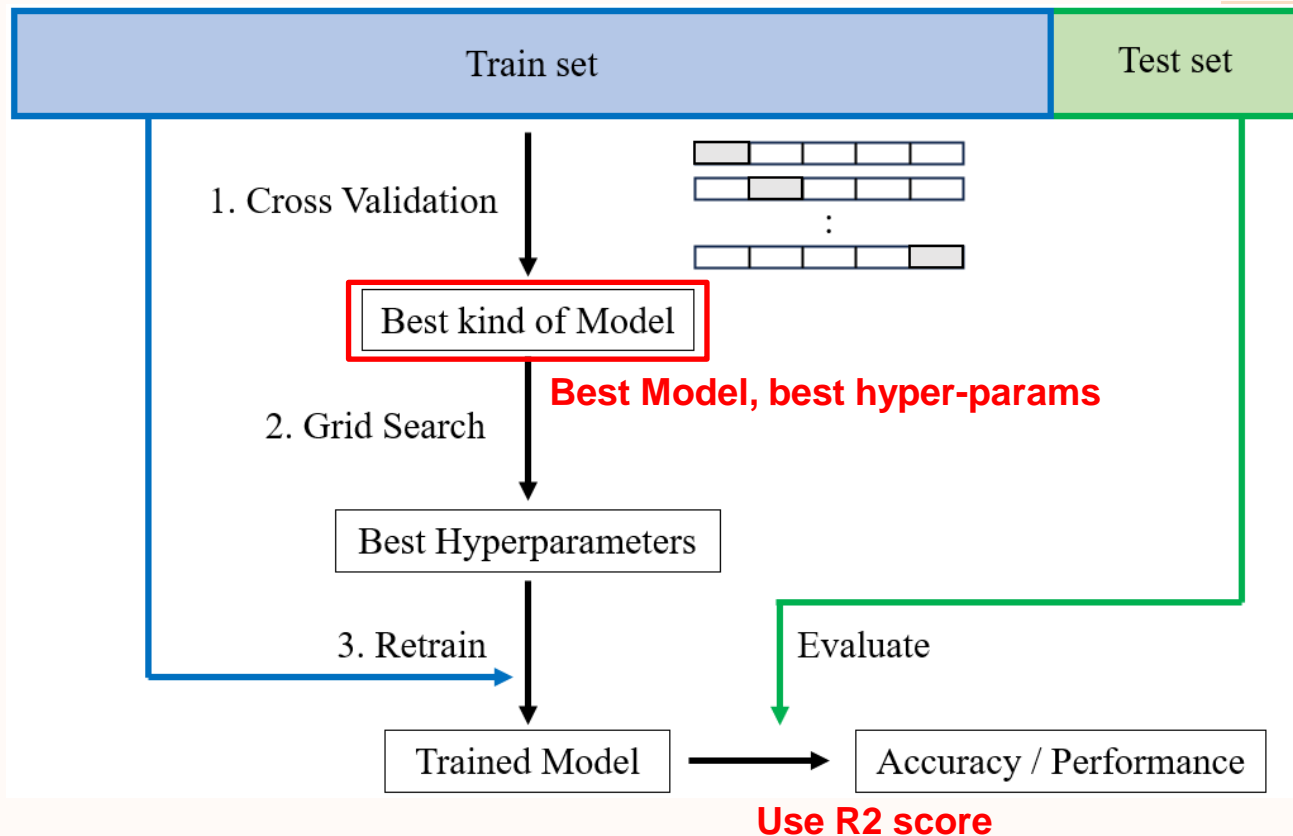 Train set
Test set
1. Cross Validation
:
Best kind of Model
Best Model, best hyper-params
2. Grid Search
Best Hyperparameters
3. Retrain
Evaluate
Trained Model
Accuracy / Performance
Use R2 score